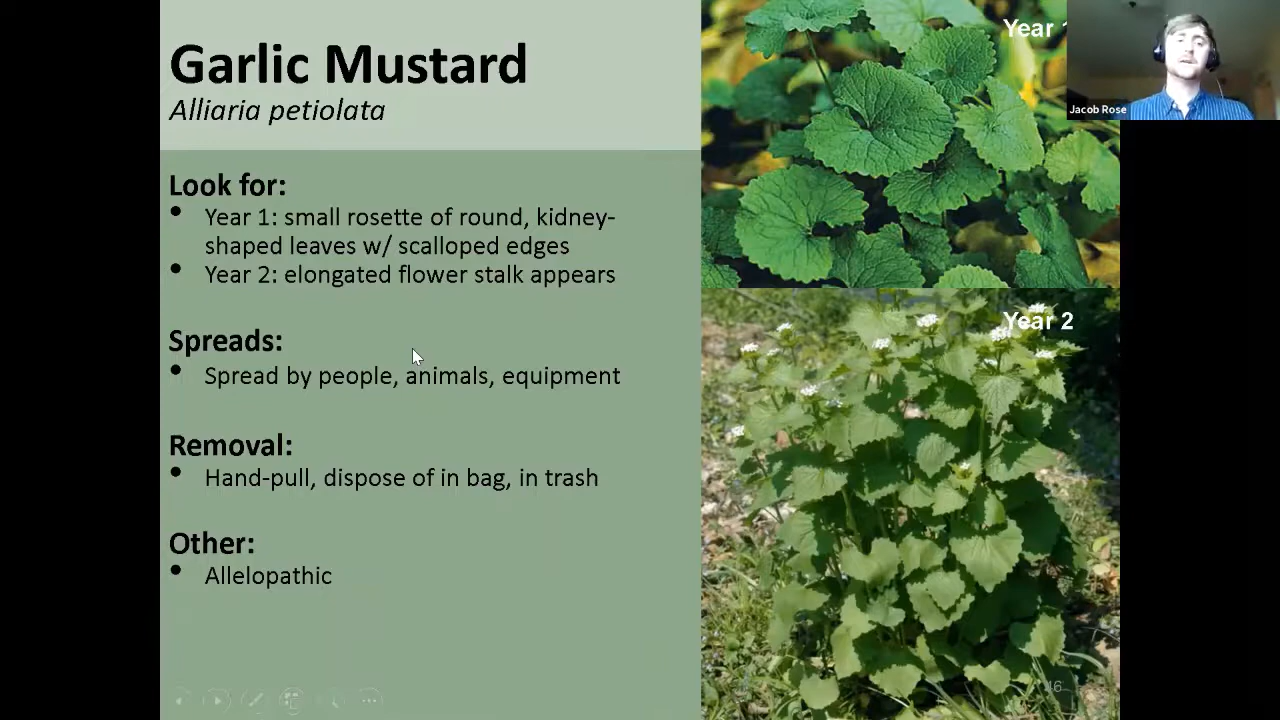 Garlic Mustard
Alliaria petiolata
Look for:
• Year 1: small rosette of round, kidney-
shaped leaves w/ scalloped edges
• Year 2: elongated flower stalk appears
Spreads:
• Spread by people, animals, equipment
Removal:
• Hand-pull, dispose of in bag, in trash
Other:
• Allelopathic
Year 1
Jacob Rose
Year 2
46